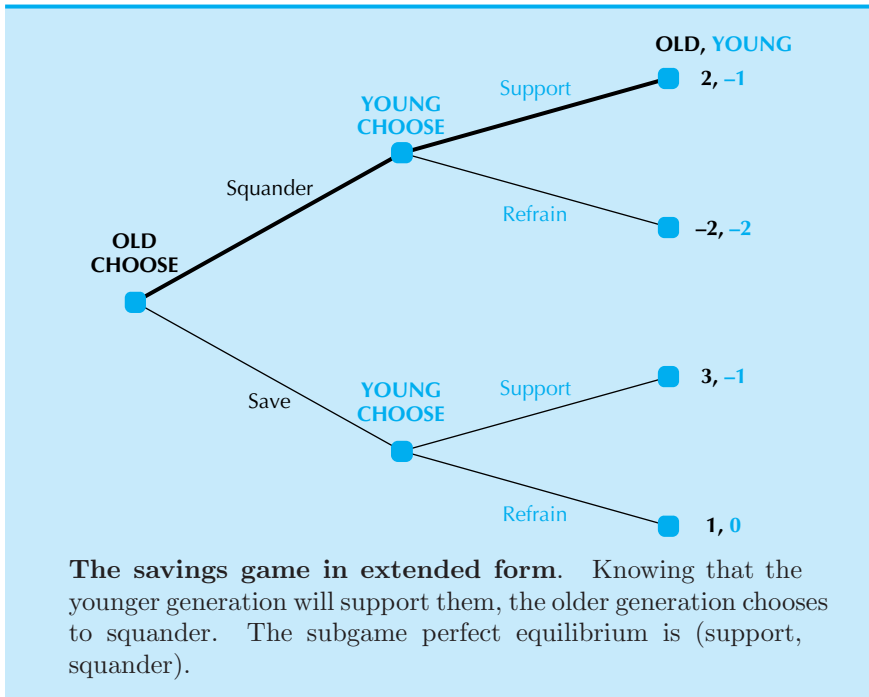 OLD, YOUNG
2, –1
Support
YOUNG
CHOOSE
Squander
Refrain
–2, –2
OLD
CHOOSE
3, –1
Support
YOUNG
CHOOSE
Save
Refrain
1, 0
The savings game in extended form. Knowing that the
younger generation will support them, the older generation chooses
to squander. The subgame perfect equilibrium is (support,
squander).